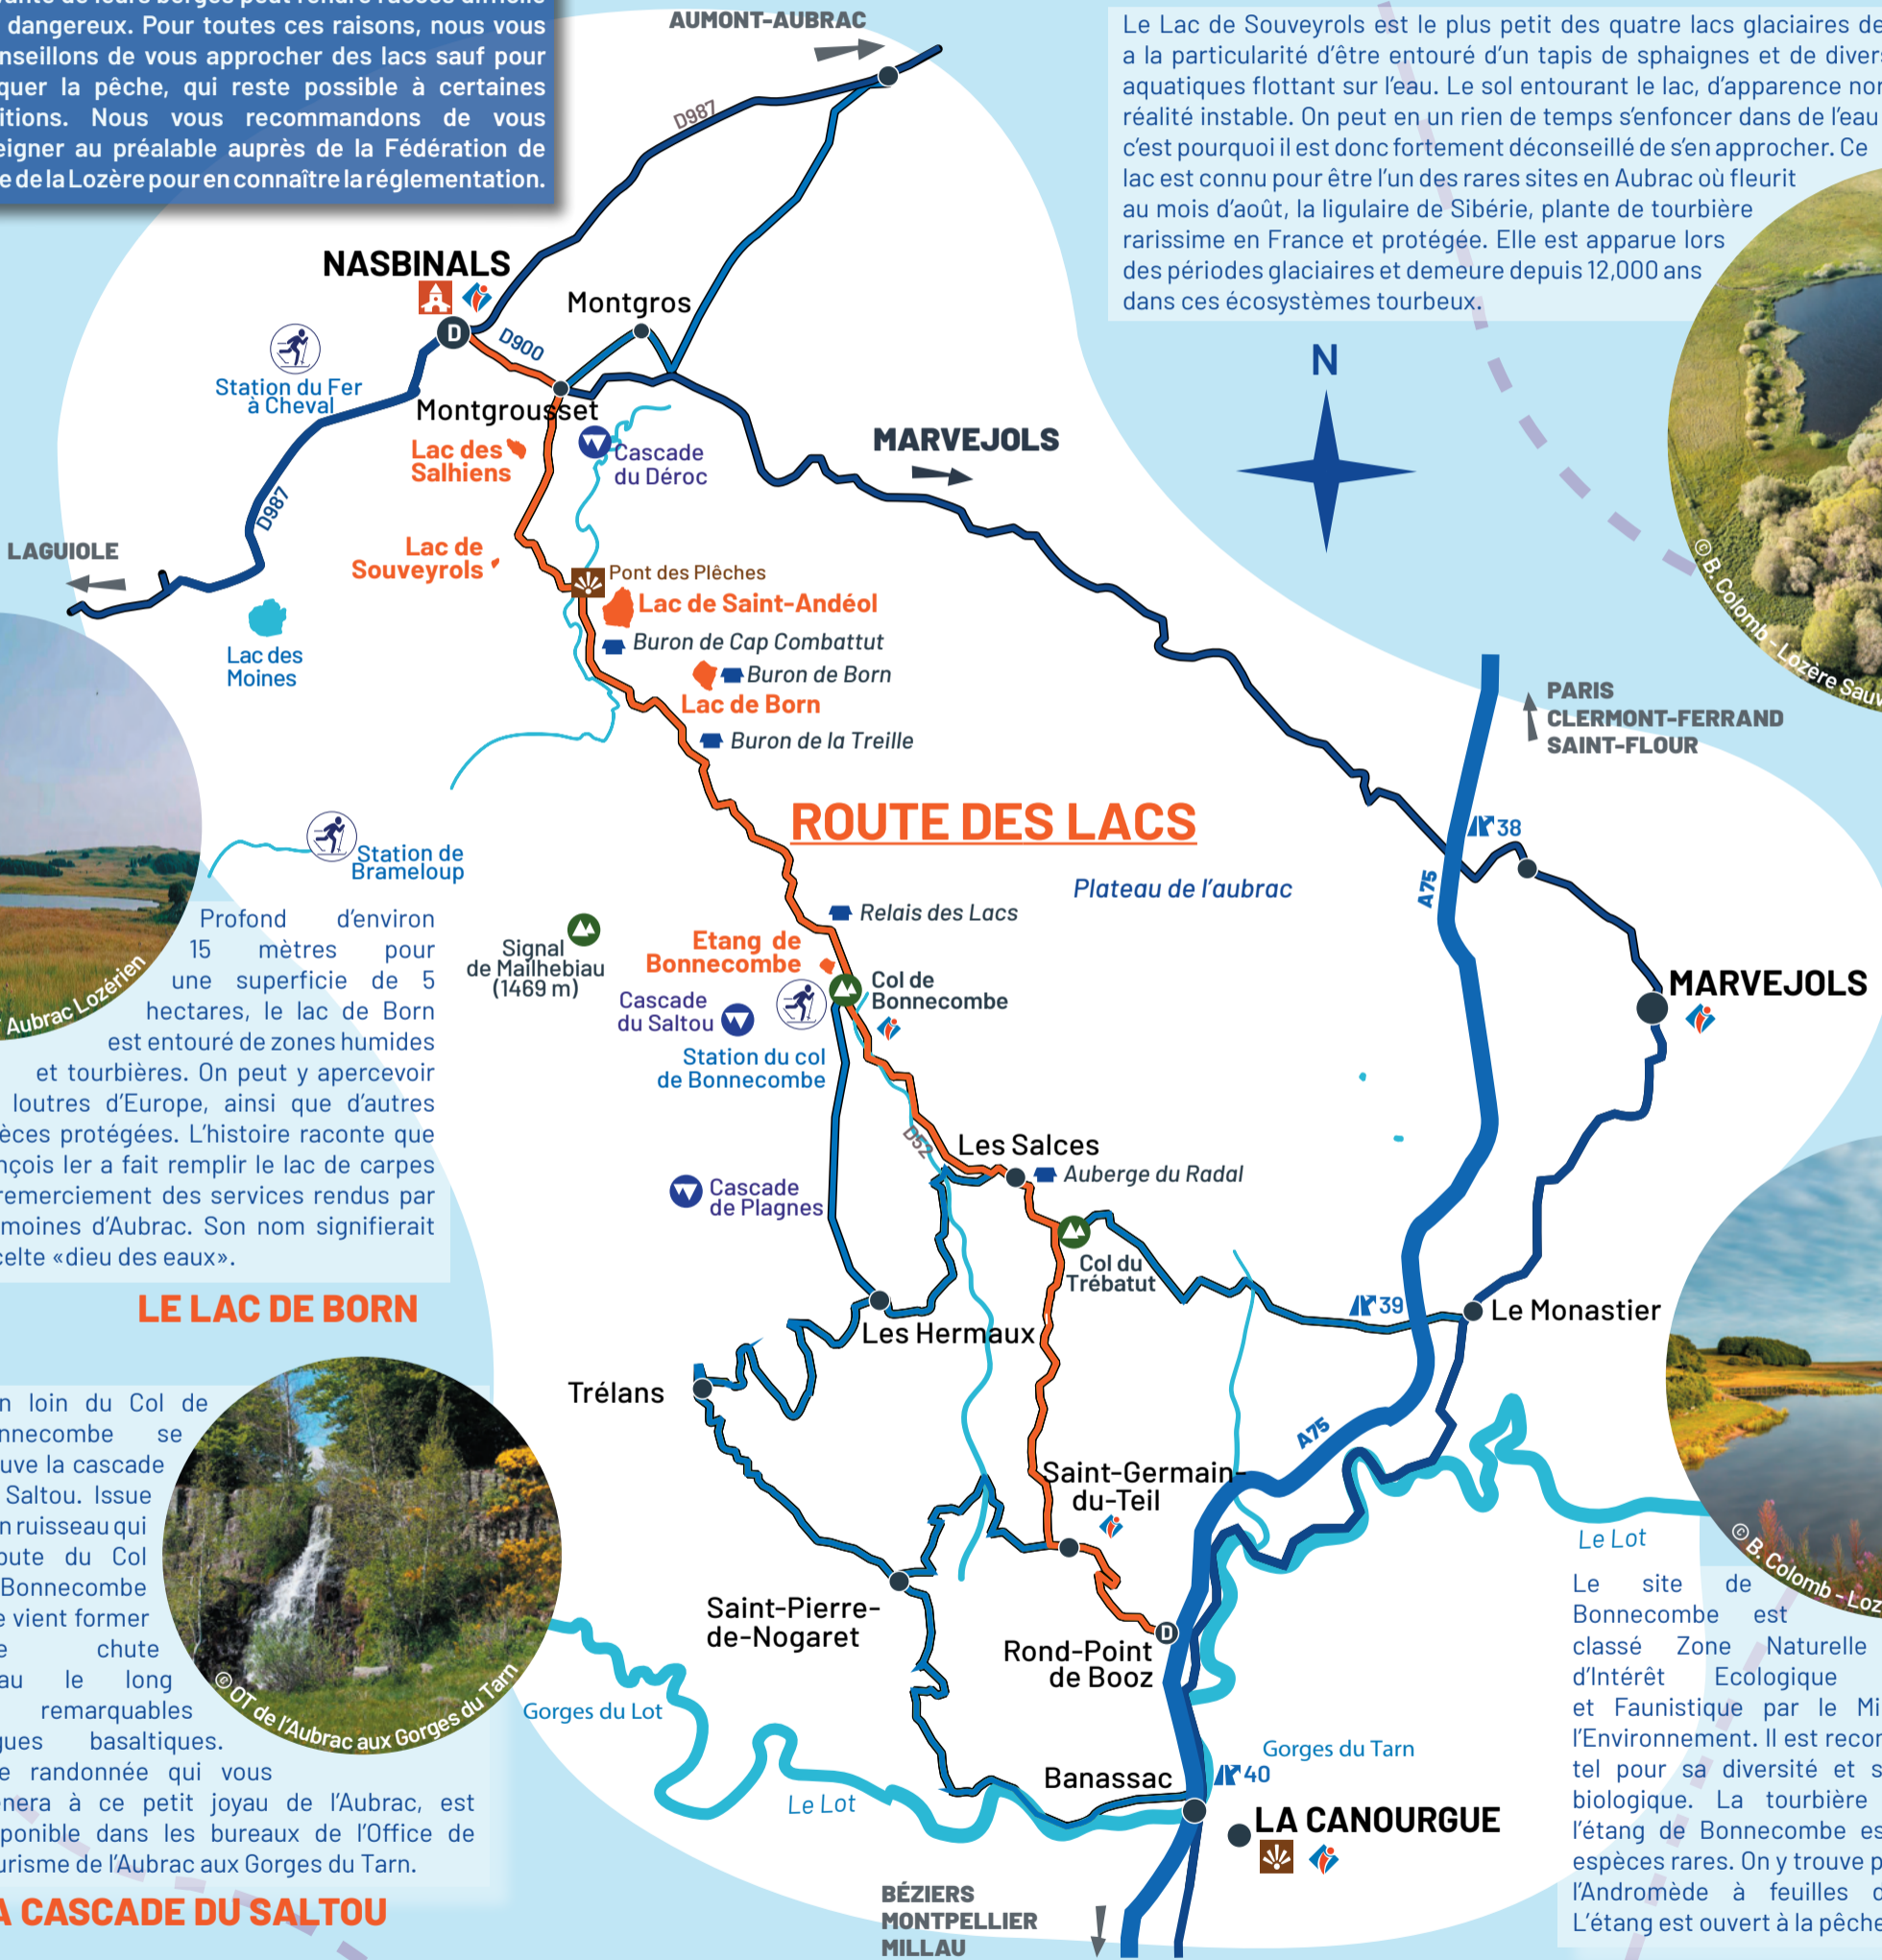 dangereux. Pour toutes ces raisons, nous vous
nseillons de vous approcher des lacs sauf pour
quer la pêche, qui reste possible à certaines
itions. Nous vous recommandons de vous
eigner au préalable auprès de la Fédération de
e de la Lozère pour en connaître la réglementation.
AUMONT-AUBRAC
D987
Le Lac de Souveyrols est le plus petit des quatre lacs glaciaires de
a la particularité d'être entouré d'un tapis de sphaignes et de divers
aquatiques flottant sur l'eau. Le sol entourant le lac, d'apparence nor
réalité instable. On peut en un rien de temps s'enfoncer dans de l'eau
c'est pourquoi il est donc fortement déconseillé de s'en approcher. Ce
lac est connu pour être l'un des rares sites en Aubrac où fleurit
au mois d'août, la ligulaire de Sibérie, plante de tourbière
rarissime en France et protégée. Elle est apparue lors
des périodes glaciaires et demeure depuis 12,000 ans
dans ces écosystèmes tourbeux.
NASBINALS
D
D900
Montgros
Station du Fer
à Cheval
Montgrousset
N
Lac des
Salhiens
Cascade
du Déroc
MARVEJOLS
D987
LAGUIOLE
Lac de
Souveyrols
Pont des Plêches
Lac de Saint-Andéol
Buron de Cap Combattut
Buron de Born
Lac de Born
Buron de la Treille
Lac des
Moines
© B. Colomb - Lozère Sauv
PARIS
CLERMONT-FERRAND
SAINT-FLOUR
ROUTE DES LACS
38
Station de
Brameloup
Plateau de l'aubrac
A75
Relais des Lacs
Aubrac Lozérien
Profond d'environ
15 mètres pour
une superficie de 5
hectares, le lac de Born
est entouré de zones humides
et tourbières. On peut y apercevoir
loutres d'Europe, ainsi que d'autres
èces protégées. L'histoire raconte que
nçois Ier a fait remplir le lac de carpes
remerciement des services rendus par
moines d'Aubrac. Son nom signifierait
celte «dieu des eaux».
LE LAC DE BORN
Signal
de Mailhebiau
(1469 m)
Etang de
Bonnecombe
Col de
Bonnecombe
Cascade
du Saltou
Station du col
de Bonnecombe
MARVEJOLS
D52
Les Salces
Auberge du Radal
Cascade
de Plagnes
Col du
Trébatut
39
Le Monastier
Les Hermaux
Trélans
A75
Saint-Germain-
du-Teil
n loin du Col de
nnecombe se
uve la cascade
Saltou. Issue
n ruisseau qui
oute du Col
Bonnecombe
e vient former
e chute
au le long
remarquables
gues basaltiques.
e randonnée qui vous
ènera à ce petit joyau de l'Aubrac, est
ponible dans les bureaux de l'Office de
urisme de l'Aubrac aux Gorges du Tarn.
A CASCADE DU SALTOU
© OT de l'Aubrac aux Gorges du Tarn
Saint-Pierre-
de-Nogaret
Rond-Point
de Booz
D
Gorges du Lot
Le Lot
Banassac
Gorges du Tarn
40
LA CANOURGUE
BÉZIERS
MONTPELLIER
MILLAU
Le Lot
© B. Colomb - Loz
Le site de
Bonnecombe est
classé Zone Naturelle
d'Intérêt Ecologique
et Faunistique par le Mi
l'Environnement. Il est recon
tel pour sa diversité et s
biologique. La tourbière
l'étang de Bonnecombe es
espèces rares. On y trouve p
l'Andromède à feuilles d
L'étang est ouvert à la pêche